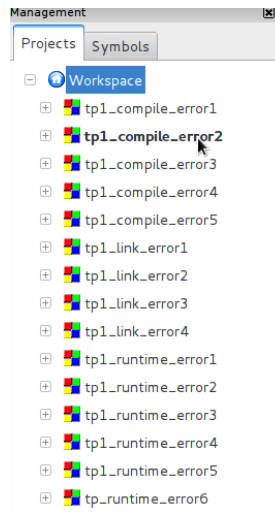 Management
Projects
Symbols
Workspace
tp1_compile_error1
tp1_compile_error2
tp1_compile_error3
tp1_compile_error4
tp1_compile_error5
tp1_link_error1
tp1_link_error2
tp1_link_error3
tp1_link_error4
tp1_runtime_error1
tp1_runtime_error2
tp1_runtime_error3
tp1_runtime_error4
tp1_runtime_error5
tp_runtime_error6